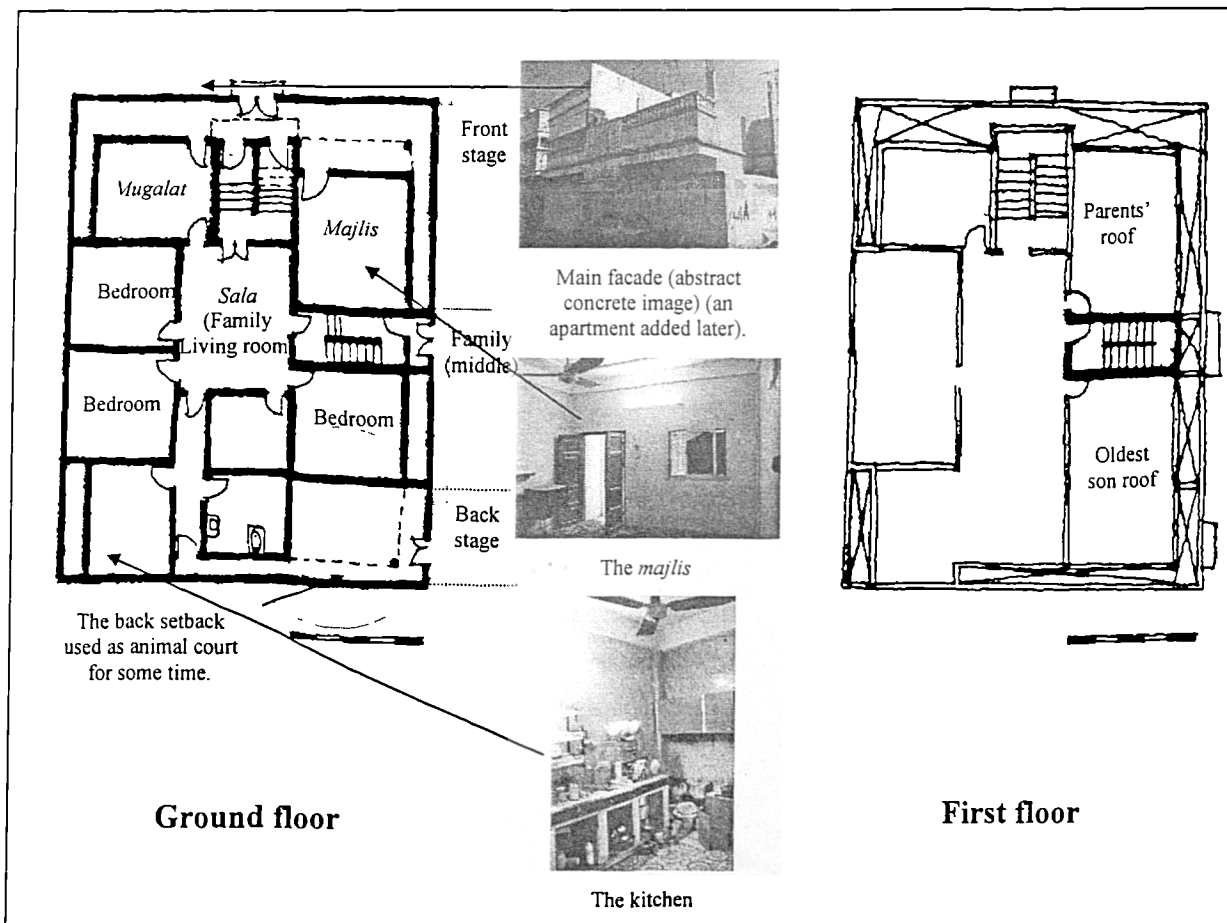 Front
stage
Mugalat
Majlis
Parents'
roof
Main facade (abstract
concrete image) (an
apartment added later).
Bedroom
Sala
(Family
Living room
Family
(middle)
Bedroom
Bedroom
Oldest
son roof
Back
stage
The majlis
The back setback
used as animal court
for some time.
Ground floor
First floor
The kitchen